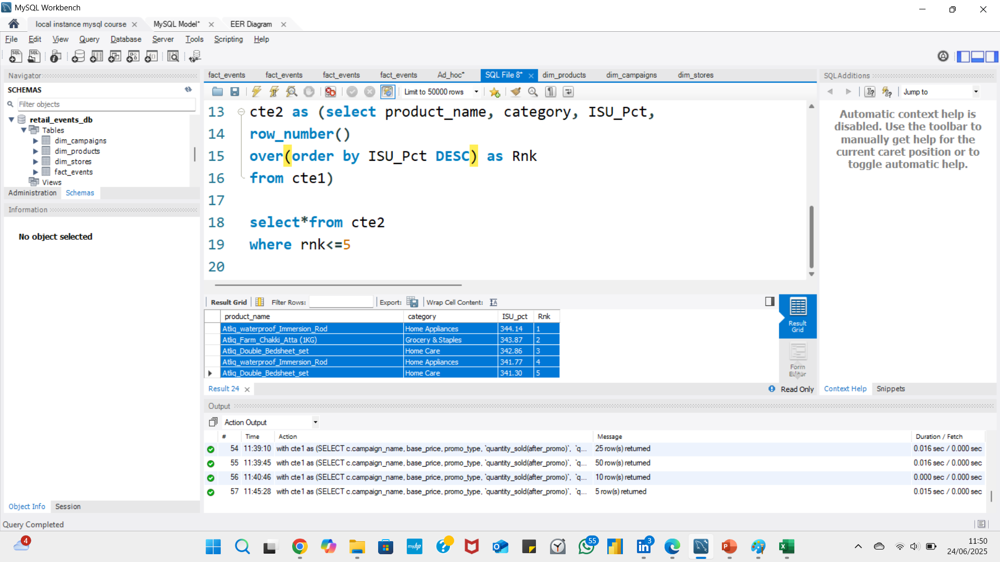 MySQL Workbench
local instance mysql course
MySQL Model*
EER Diagram
File Edit View Query Database Server Tools Scripting Help
Navigator
SCHEMAS
Filter objects
retail_events_db
Tables
dim_campaigns
dim_products
dim_stores
fact_events
Views
Administration Schemas
Information
No object selected
Object Info Session
fact_events fact_events fact_events fact_events Ad_hoc* SQL File 8* dim_products dim_campaigns dim_stores
Limit to 50000 rows
13 cte2 as (select product_name, category, ISU_Pct,
14 row_number()
15 over(order by ISU_Pct DESC) as Rnk
16 from cte1)
17
18 select*from cte2
19 where rnk<=5
20
Result Grid Filter Rows: Export: Wrap Cell Content:
product_name category ISU_pct Rnk
Atliq_waterproof_Immersion_Rod Home Appliances 344.14 1
Atliq_Farm_Chakki_Atta (1KG) Grocery & Staples 343.87 2
Atliq_Double_Bedsheet_set Home Care 342.86 3
Atliq_waterproof_Immersion_Rod Home Appliances 341.77 4
Atliq_Double_Bedsheet_set Home Care 341.30 5
Result
Grid
Form
Editor
Result 24
Read Only
SQLAdditions
Jump to
Automatic context help is
disabled. Use the toolbar to
manually get help for the
current caret position or to
toggle automatic help.
Context Help Snippets
Output
Action Output
# Time Action Message Duration / Fetch
54 11:39:10 with cte1 as (SELECT c.campaign_name, base_price, promo_type, `quantity_sold(after_promo)`, `q... 25 row(s) returned 0.016 sec / 0.000 sec
55 11:39:45 with cte1 as (SELECT c.campaign_name, base_price, promo_type, `quantity_sold(after_promo)`, `q... 50 row(s) returned 0.016 sec / 0.000 sec
56 11:40:46 with cte1 as (SELECT c.campaign_name, base_price, promo_type, `quantity_sold(after_promo)`, `q... 10 row(s) returned 0.000 sec / 0.000 sec
57 11:45:28 with cte1 as (SELECT c.campaign_name, base_price, promo_type, `quantity_sold(after_promo)`, `q... 5 row(s) returned 0.015 sec / 0.000 sec
Query Completed
4
myhp
55
3
11:50
24/06/2025